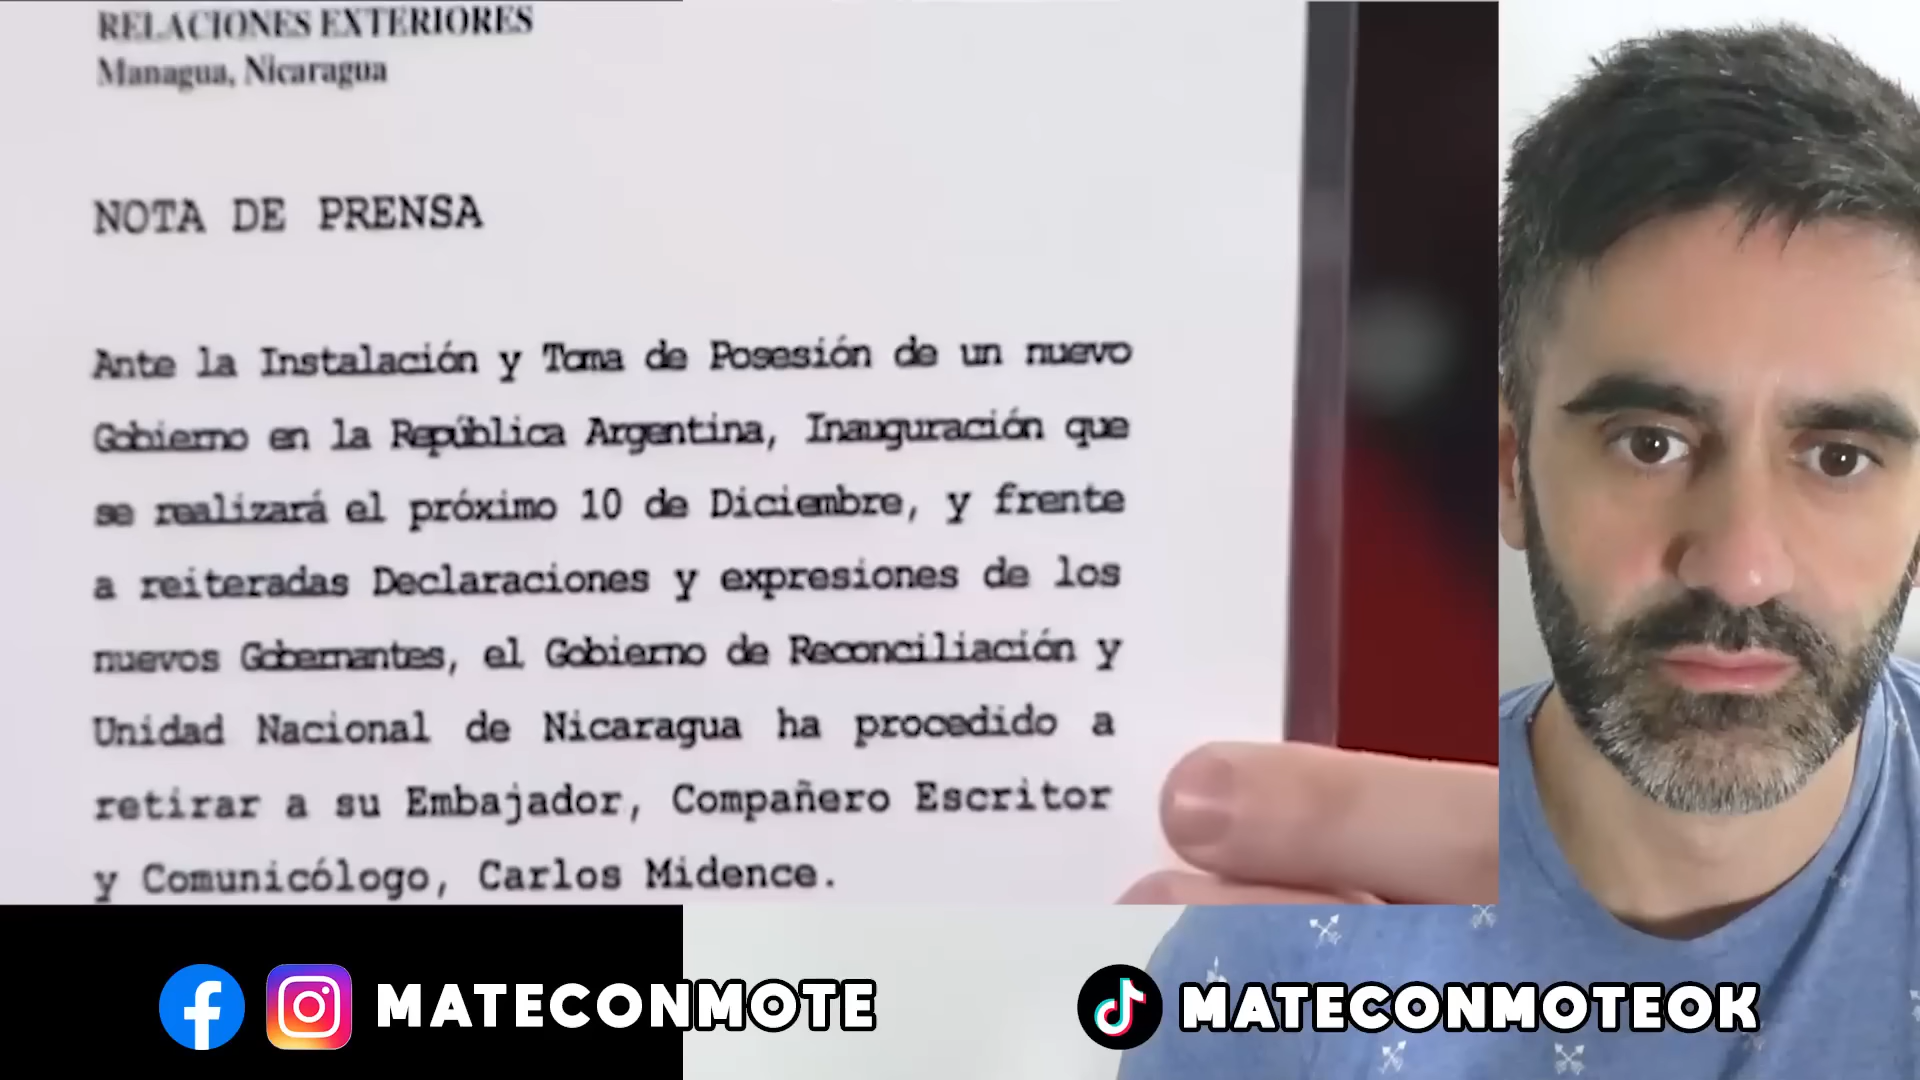 RELACIONES EXTERIORES
Managua, Nicaragua
NOTA DE PRENSA
Ante la Instalación y Toma de Posesión de un nuevo
Gobierno en la República Argentina, Inauguración que
se realizará el próximo 10 de Diciembre, y frente
a reiteradas Declaraciones y expresiones de los
nuevos Gobernantes, el Gobierno de Reconciliación y
Unidad Nacional de Nicaragua ha procedido a
retirar a su Embajador, Compañero Escritor
y Comunicólogo, Carlos Midence.
MATECONMOTE
MATECONMOTEOK